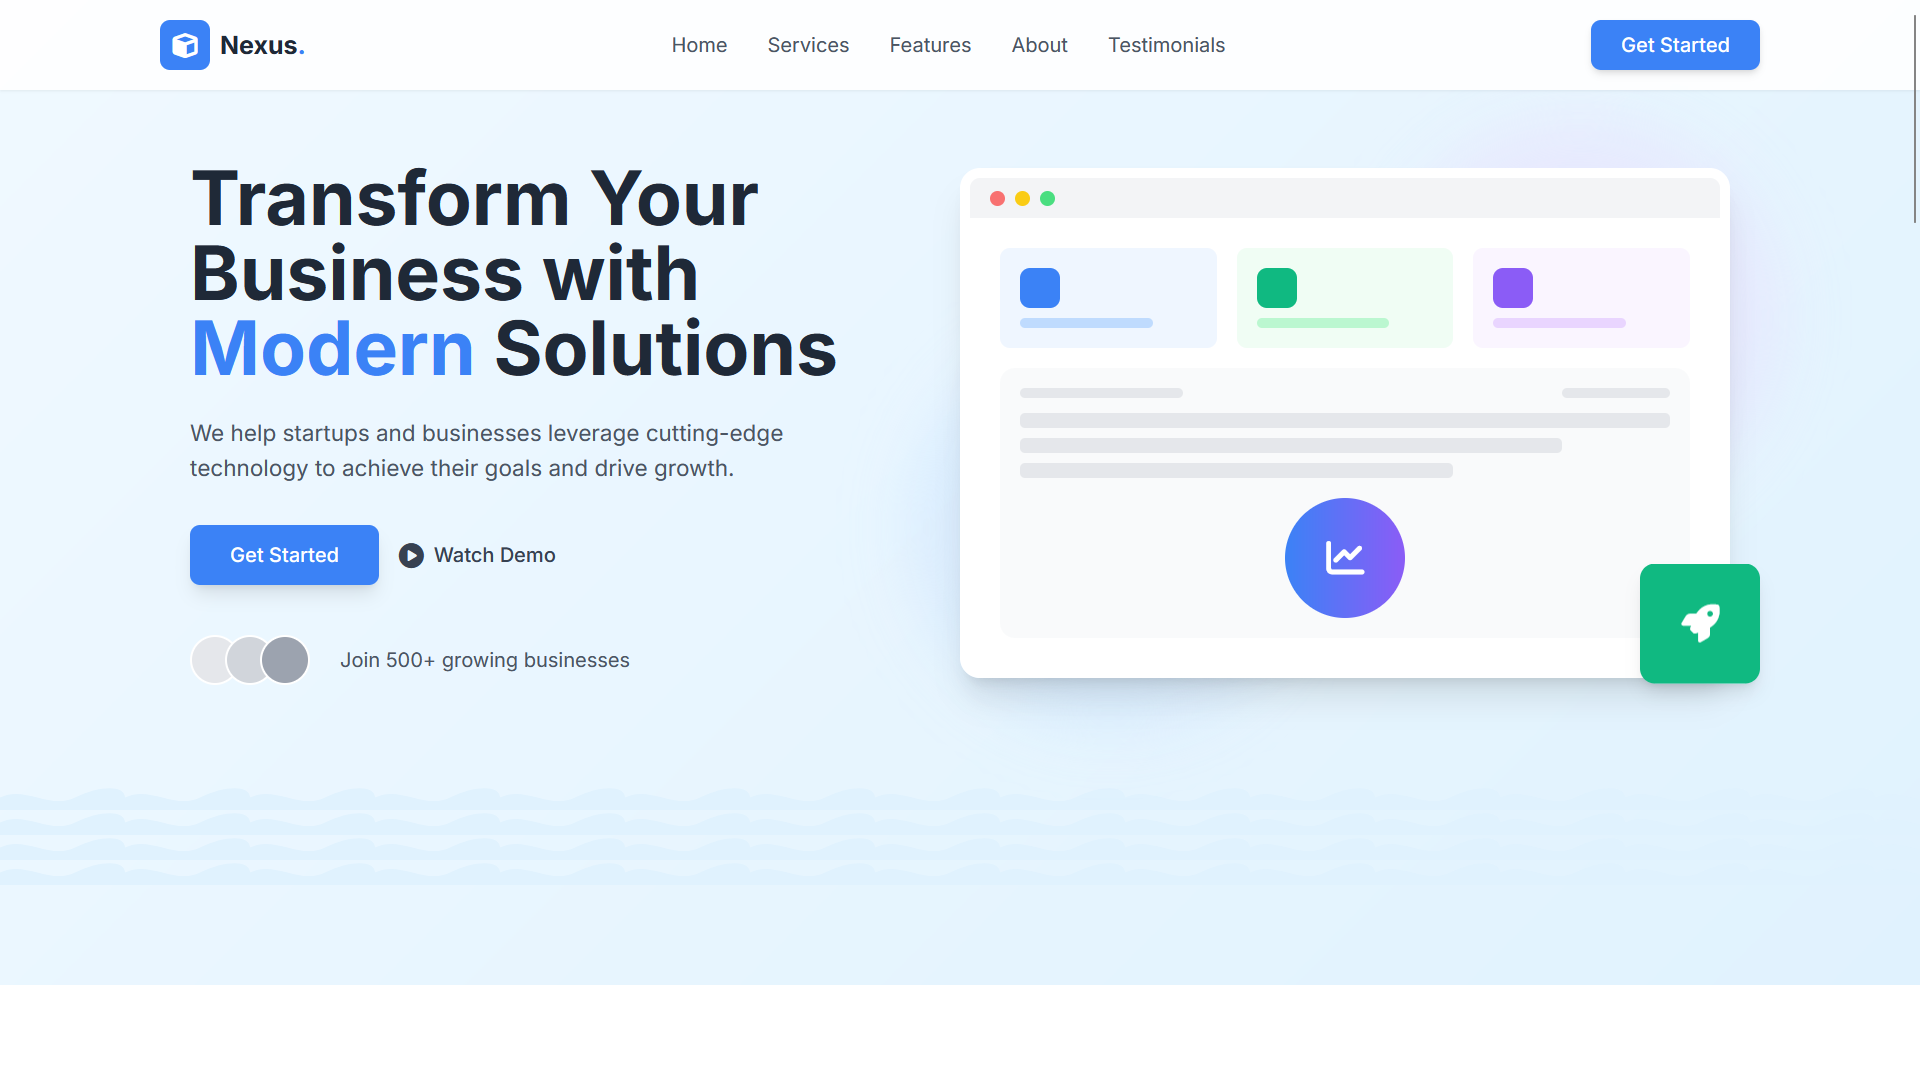 Nexus.
Home
Services
Features
About
Testimonials
Get Started
Transform Your
Business with
Modern Solutions
We help startups and businesses leverage cutting-edge
technology to achieve their goals and drive growth.
Get Started
Watch Demo
Join 500+ growing businesses